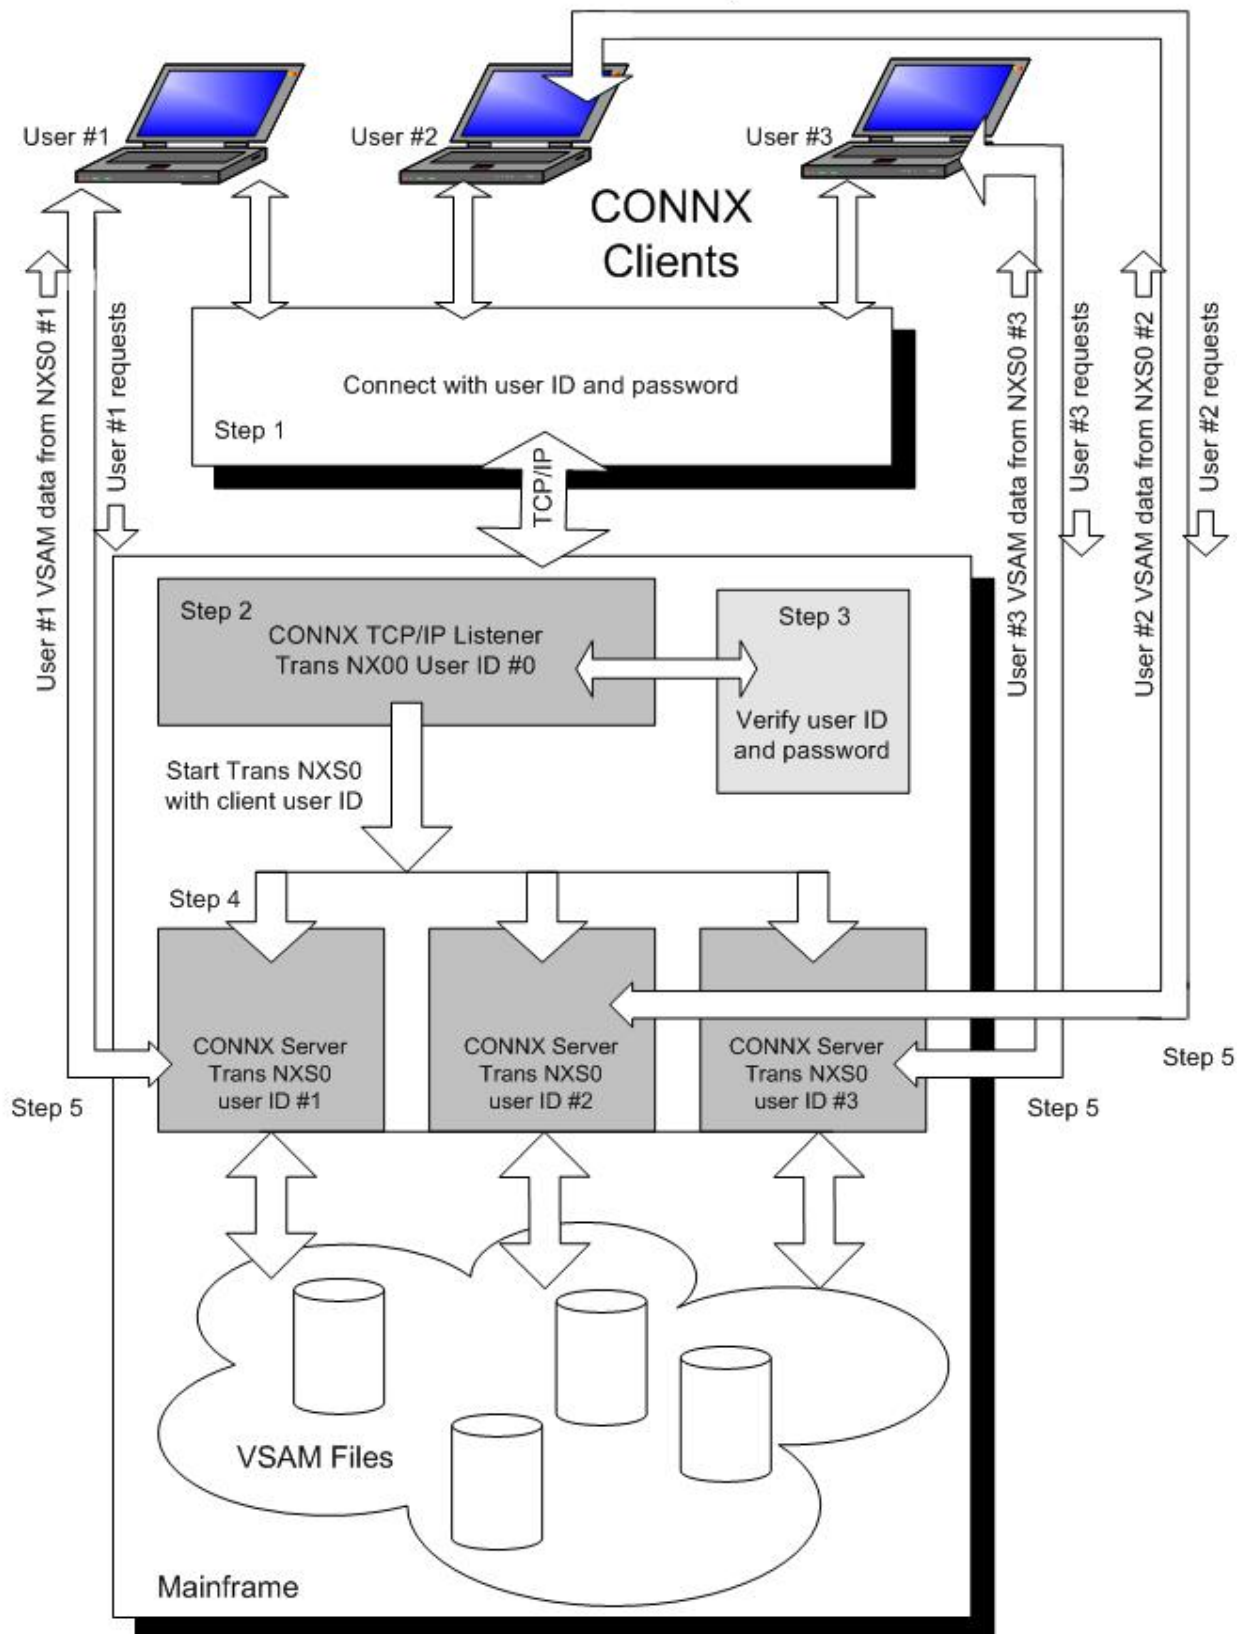 User #1
User #2
User #3
CONNX
Clients
User #1 VSAM data from NXS0 #1
User #1 requests
Connect with user ID and password
Step 1
TCP/IP
User #3 VSAM data from NXS0 #3
User #3 requests
User #2 VSAM data from NXS0 #2
User #2 requests
Step 2
CONNX TCP/IP Listener
Trans NX00 User ID #0
Step 3
Verify user ID
and password
Start Trans NXS0
with client user ID
Step 4
CONNX Server
Trans NXS0
user ID #1
CONNX Server
Trans NXS0
user ID #2
CONNX Server
Trans NXS0
user ID #3
Step 5
Step 5
Step 5
VSAM Files
Mainframe